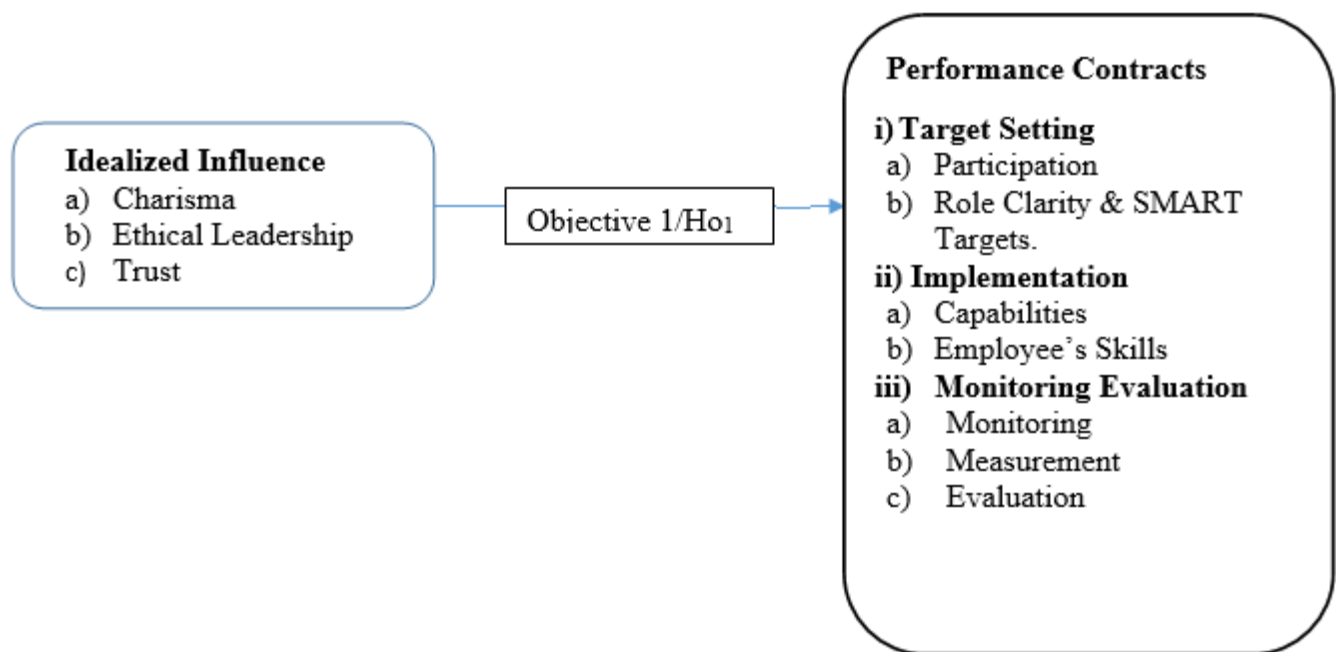 Idealized Influence
a) Charisma
b) Ethical Leadership
c) Trust
Objective 1/Ho1
Performance Contracts
i) Target Setting
a) Participation
b) Role Clarity & SMART
Targets.
ii) Implementation
a) Capabilities
b) Employee’s Skills
iii) Monitoring Evaluation
a) Monitoring
b) Measurement
c) Evaluation